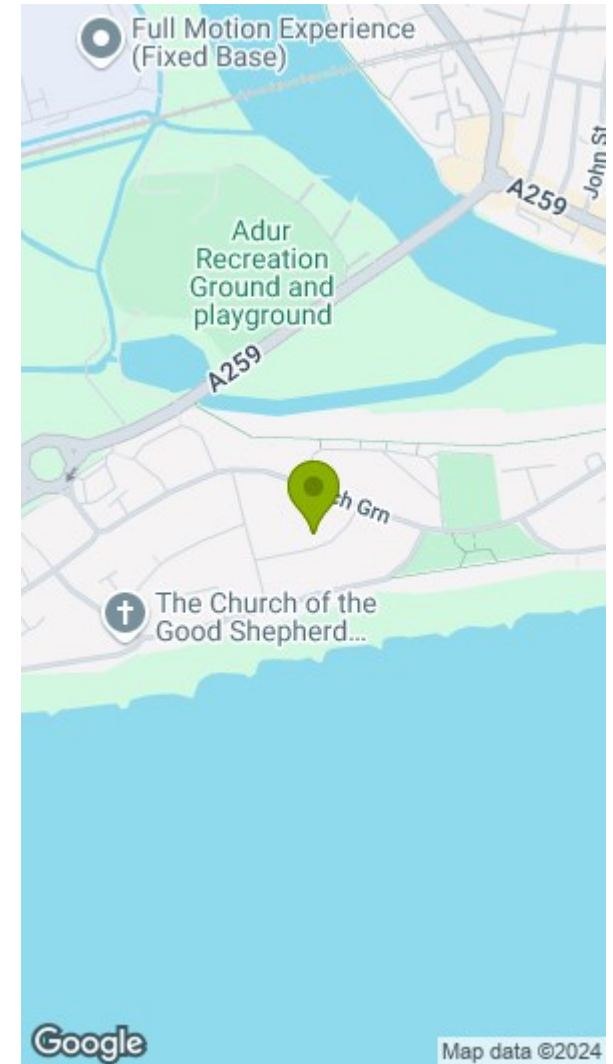 Full Motion Experience
(Fixed Base)
John St
A259
Adur
Recreation
Ground and
playground
A259
ch Grn
The Church of the
Good Shepherd...
Google
Map data ©2024